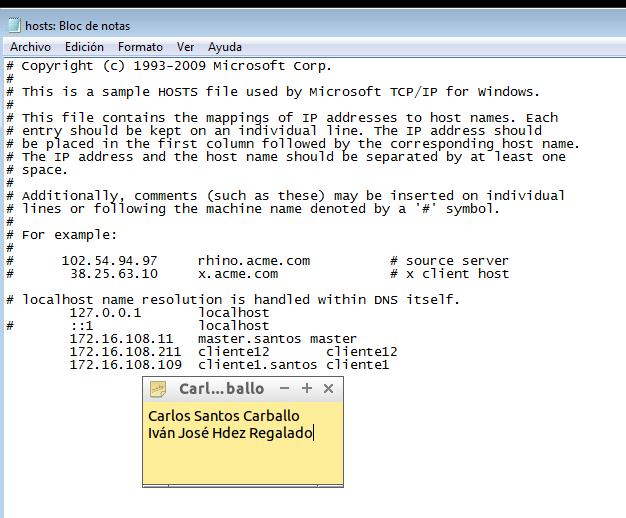 hosts: Bloc de notas
Archivo Edición Formato Ver Ayuda
# Copyright (c) 1993-2009 Microsoft Corp.
#
# This is a sample HOSTS file used by Microsoft TCP/IP for Windows.
#
# This file contains the mappings of IP addresses to host names. Each
# entry should be kept on an individual line. The IP address should
# be placed in the first column followed by the corresponding host name.
# The IP address and the host name should be separated by at least one
# space.
#
# Additionally, comments (such as these) may be inserted on individual
# lines or following the machine name denoted by a '#' symbol.
#
# For example:
#
#      102.54.94.97     rhino.acme.com          # source server
#       38.25.63.10     x.acme.com              # x client host
# localhost name resolution is handled within DNS itself.
        127.0.0.1       localhost
#       ::1             localhost
        172.16.108.11   master.santos master
        172.16.108.211  cliente12       cliente12
        172.16.108.109  cliente1.santos cliente1
Carl...ballo
Carlos Santos Carballo
Iván José Hdez Regalado